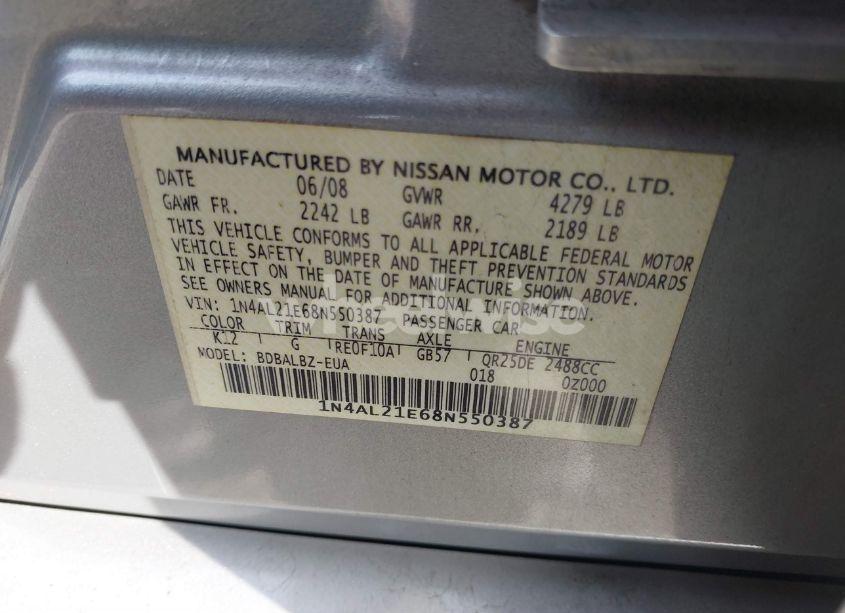 MANUFACTURED BY NISSAN MOTOR CO., LTD.
DATE 06/08 GVWR 4279 LB
GAWR FR. 2242 LB GAWR RR. 2189 LB
THIS VEHICLE CONFORMS TO ALL APPLICABLE FEDERAL MOTOR
VEHICLE SAFETY, BUMPER AND THEFT PREVENTION STANDARDS
IN EFFECT ON THE DATE OF MANUFACTURE SHOWN ABOVE.
SEE OWNERS MANUAL FOR ADDITIONAL INFORMATION.
VIN: 1N4AL21E68N550387 PASSENGER CAR
COLOR TRIM TRANS AXLE ENGINE
K12 G RE0F10A GB57 QR25DE 2488CC
MODEL: BDBALBZ-EUA 018 0Z000
1N4AL21E68N550387
wheelwise